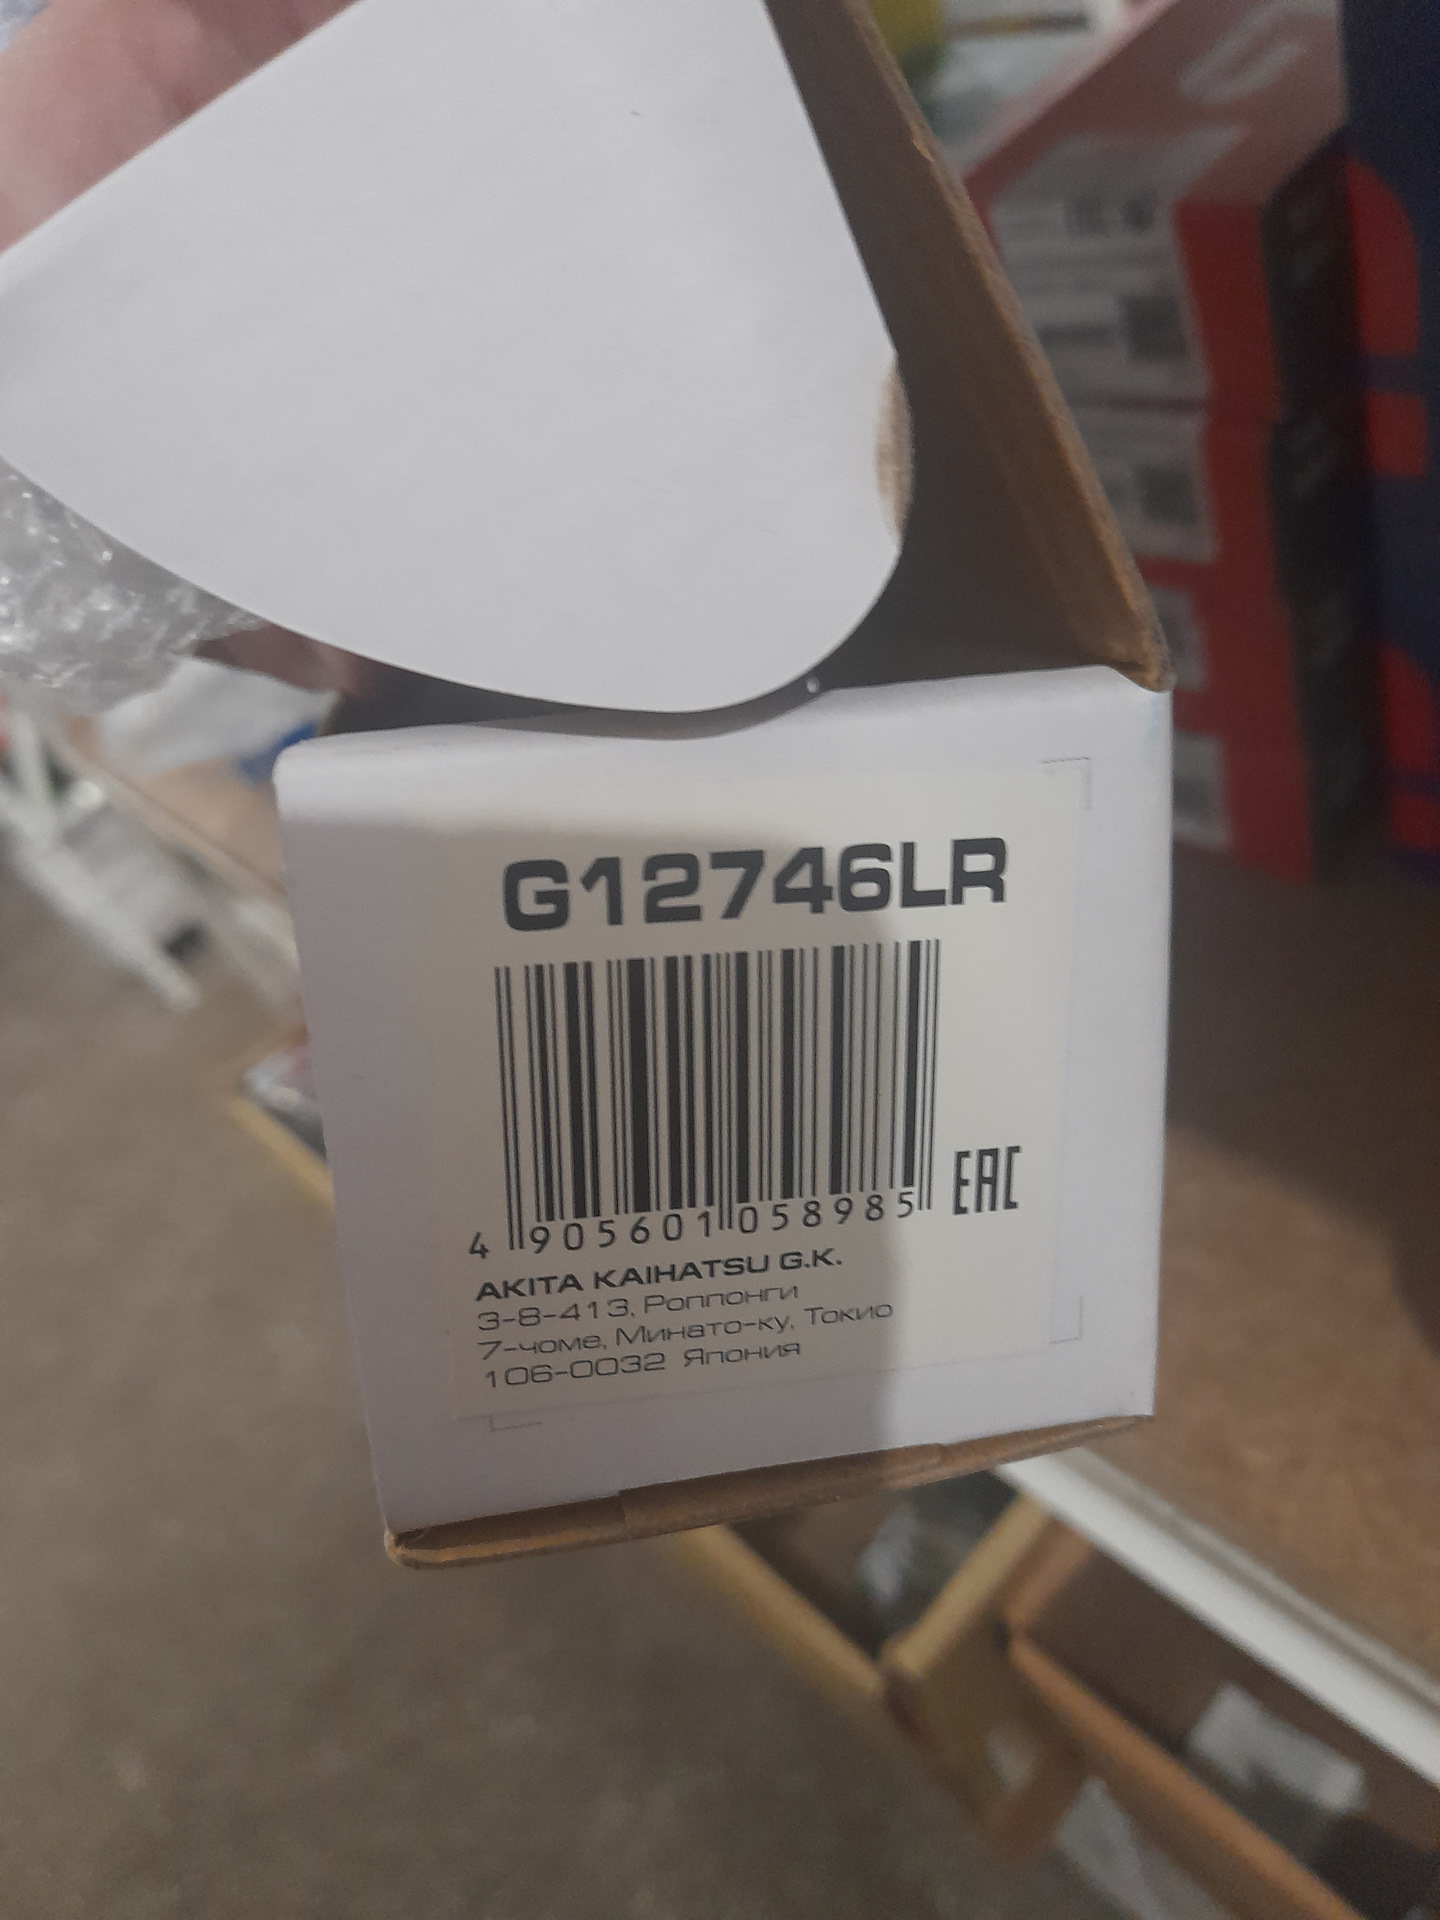 G12746LR
4 905601 058985
EAC
AKITA KAIHATSU G.K.
3-8-413, Роппонги
7-чоме, Минато-ку, Токио
106-0032 Япония